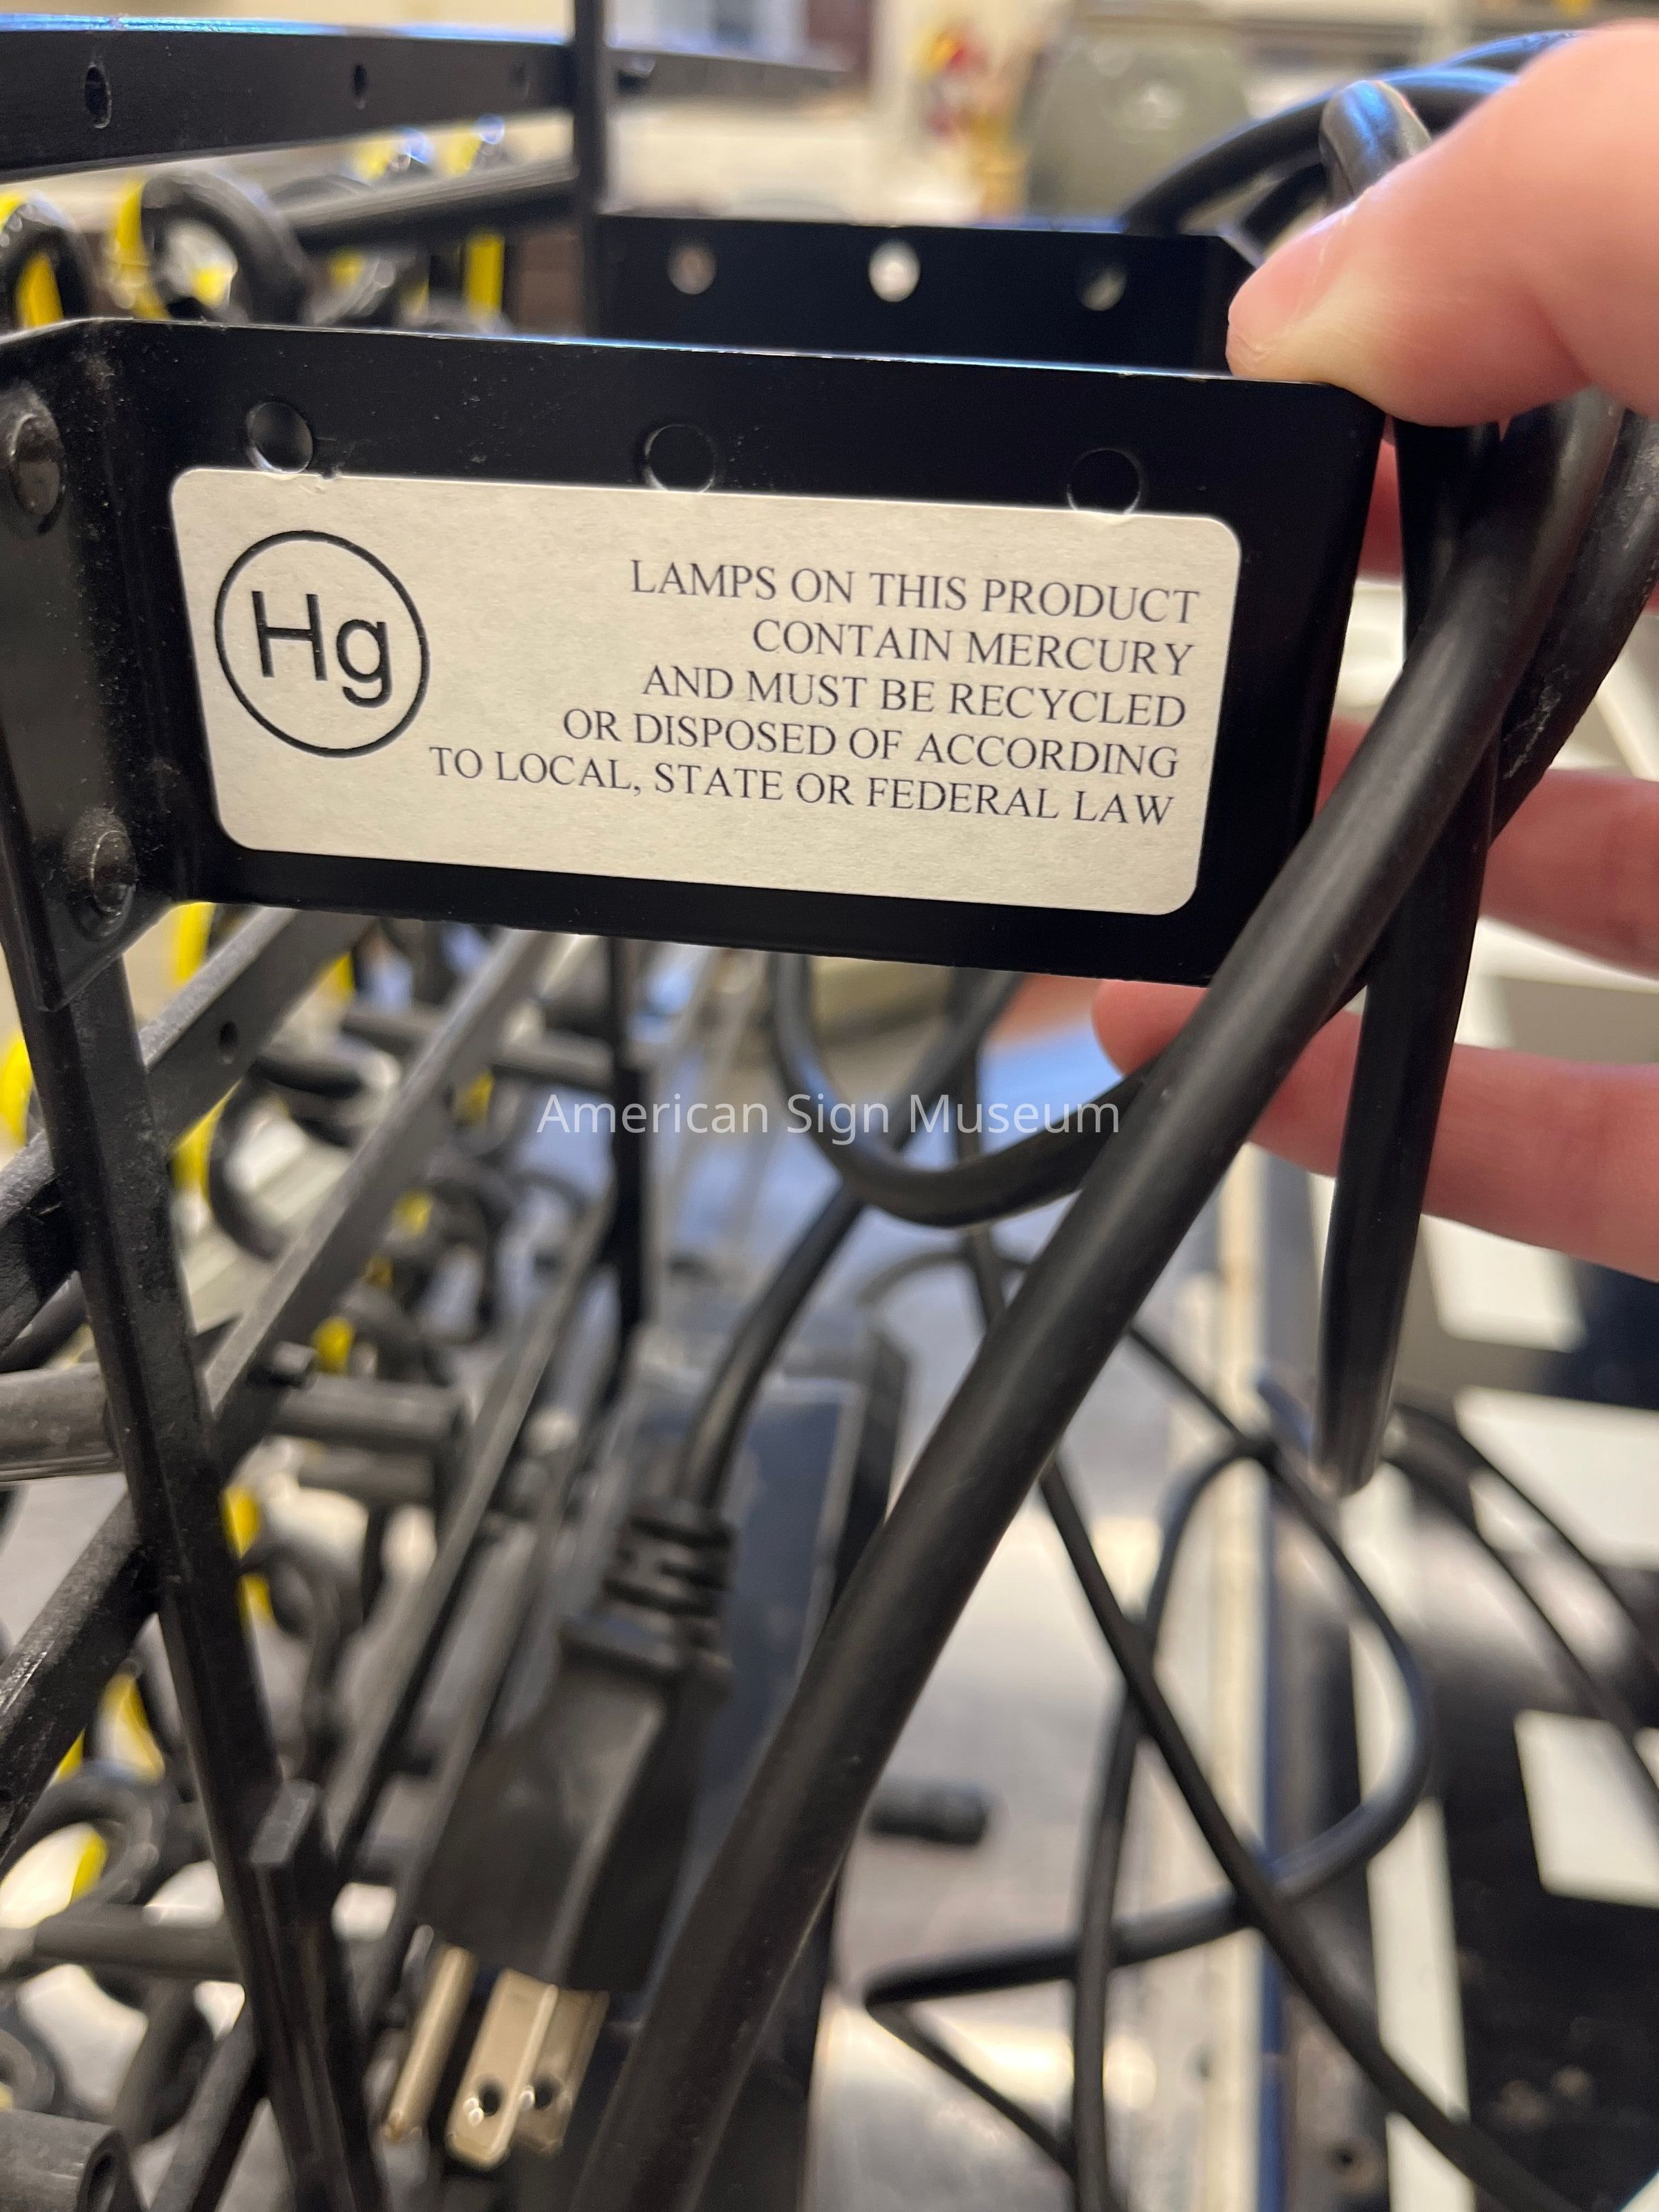 Hg
LAMPS ON THIS PRODUCT
CONTAIN MERCURY
AND MUST BE RECYCLED
OR DISPOSED OF ACCORDING
TO LOCAL, STATE OR FEDERAL LAW
American Sign Museum